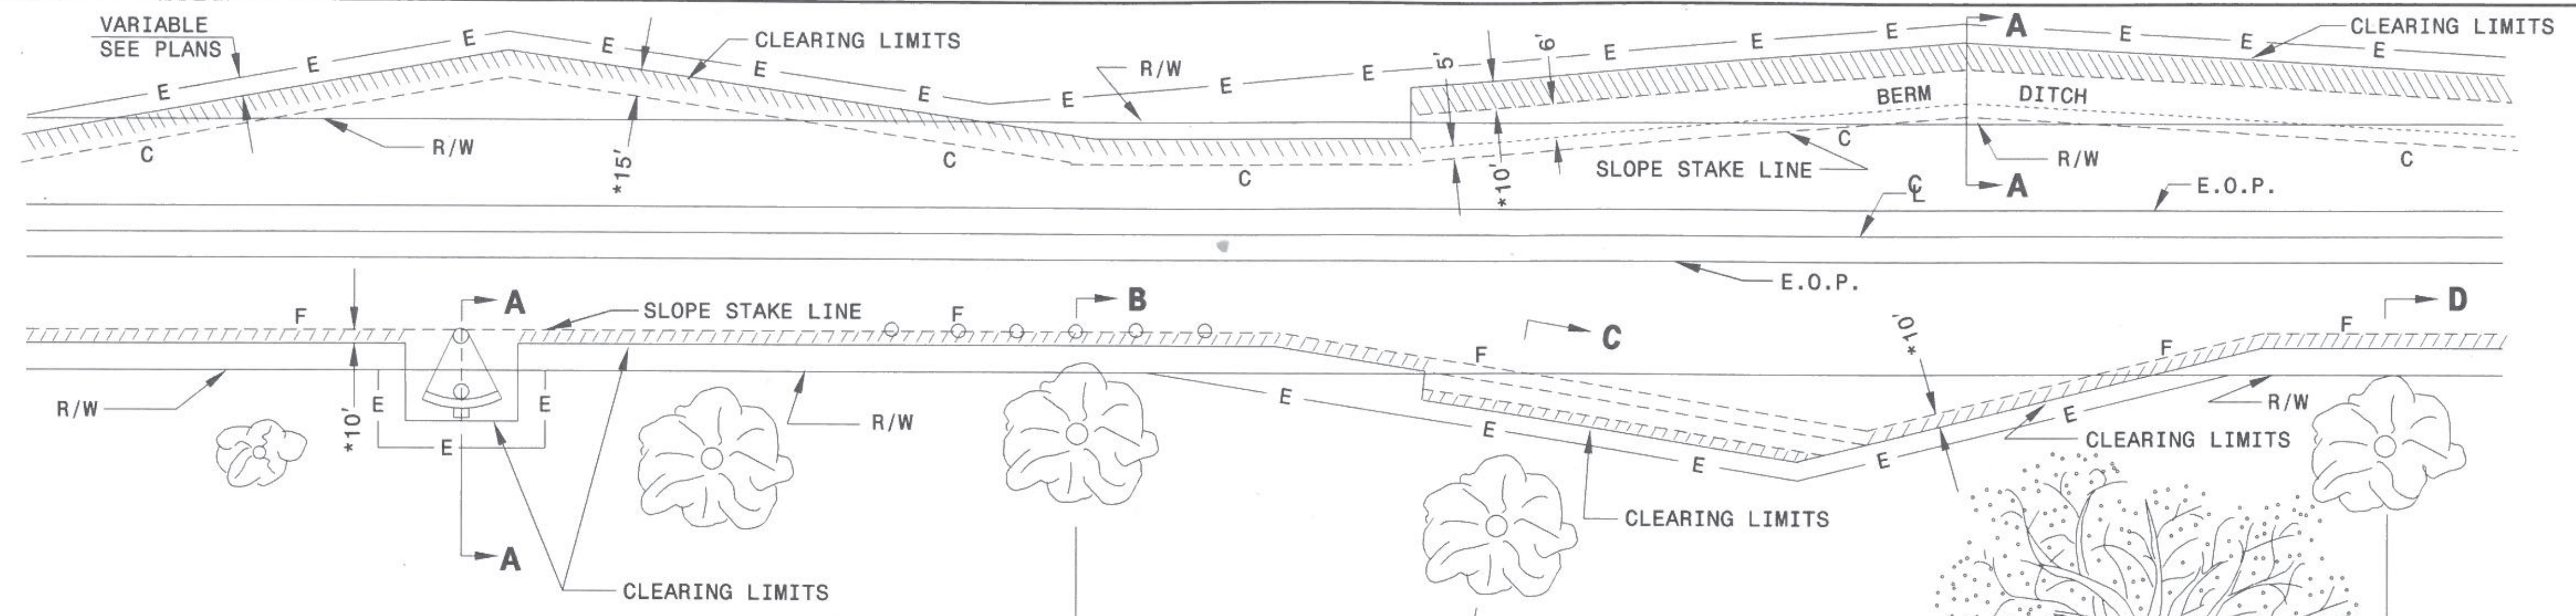 VARIABLE
SEE PLANS
E
E
E
E
E
E
CLEARING LIMITS
R/W
C
R/W
*15'
C
C
E
E
E
E
E
5'
6'
*10'
E
E
E
A
CLEARING LIMITS
BERM DITCH
C
SLOPE STAKE LINE
R/W
A
C
℄
E.O.P.
E.O.P.
F
A
SLOPE STAKE LINE
F
B
C
F
*10'
F
F
D
R/W
*10'
E
E
E
R/W
E
E
E
E
E
R/W
CLEARING LIMITS
CLEARING LIMITS
A
CLEARING LIMITS